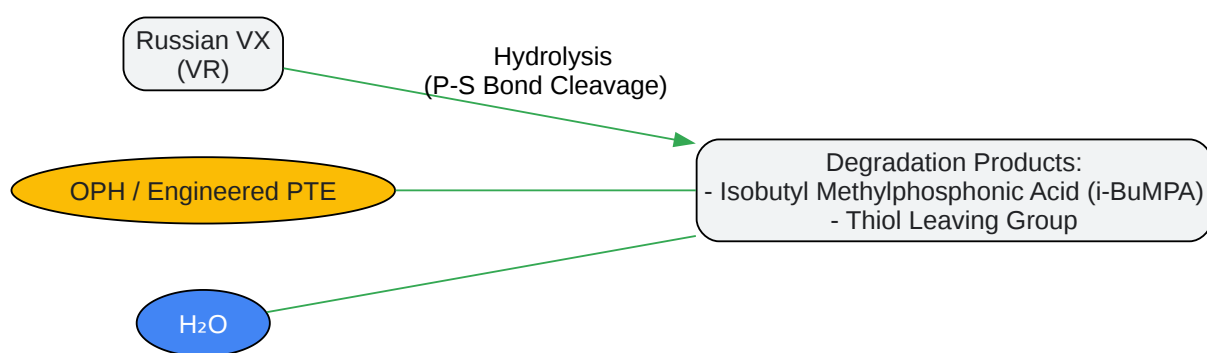 Russian VX
(VR)
Hydrolysis
(P-S Bond Cleavage)
OPH / Engineered PTE
Degradation Products:
- Isobutyl Methylphosphonic Acid (i-BuMPA)
- Thiol Leaving Group
H₂O